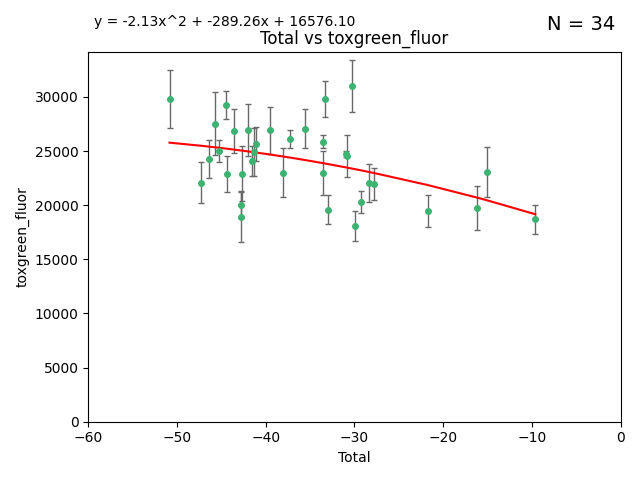 y = -2.13x^2 + -289.26x + 16576.10
N = 34
Total vs toxgreen_fluor
toxgreen_fluor
30000
25000
20000
15000
10000
5000
0
−60
−50
−40
−30
−20
−10
0
Total